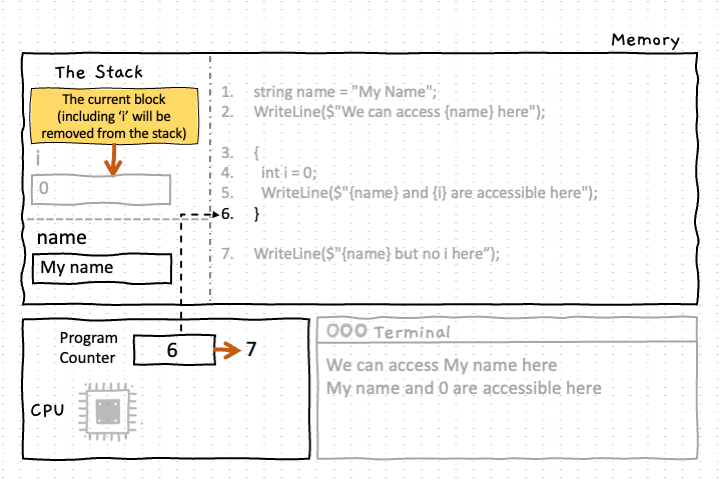 Memory
The Stack
The current block
(including ‘i’ will be
removed from the stack)
i
0
name
My name
1. string name = "My Name";
2. WriteLine($"We can access {name} here");
3. {
4. int i = 0;
5. WriteLine($"{name} and {i} are accessible here");
6. }
7. WriteLine($"{name} but no i here”);
Program
Counter
6
7
CPU
Terminal
We can access My name here
My name and 0 are accessible here